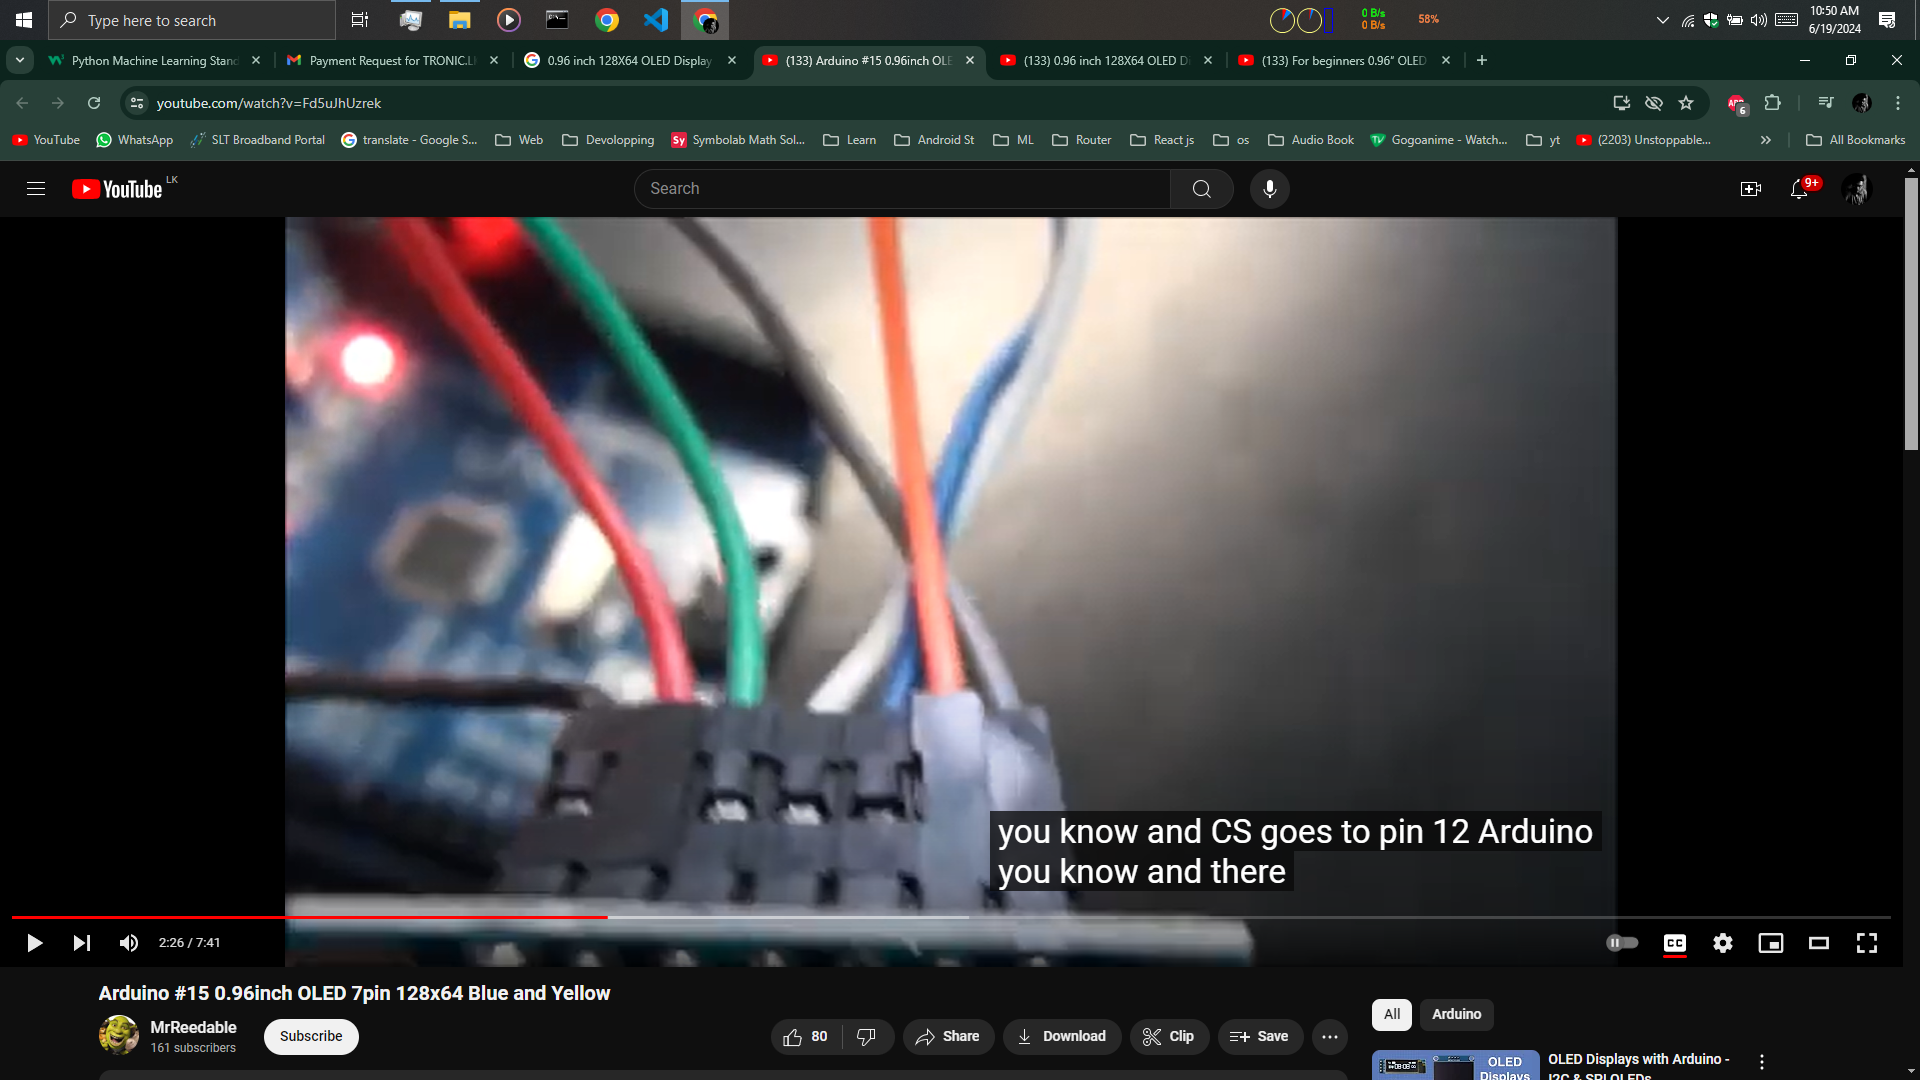 Type here to search
0 B/s
0 B/s
58%
10:50 AM
6/19/2024
Python Machine Learning Stand
Payment Request for TRONIC.L
0.96 inch 128X64 OLED Display
(133) Arduino #15 0.96inch OLE
(133) 0.96 inch 128X64 OLED D
(133) For beginners 0.96" OLED
youtube.com/watch?v=Fd5uJhUzrek
ABP
6
YouTube
WhatsApp
SLT Broadband Portal
translate - Google S...
Web
Devolopping
Sy
Symbolab Math Sol...
Learn
Android St
ML
Router
React js
os
Audio Book
Gogoanime - Watch...
yt
(2203) Unstoppable...
All Bookmarks
YouTube LK
Search
9+
you know and CS goes to pin 12 Arduino
you know and there
2:26 / 7:41
CC
Arduino #15 0.96inch OLED 7pin 128x64 Blue and Yellow
MrReedable
161 subscribers
Subscribe
80
Share
Download
Clip
Save
All
Arduino
OLED
Displays
OLED Displays with Arduino -
I2C & SPI OLEDs